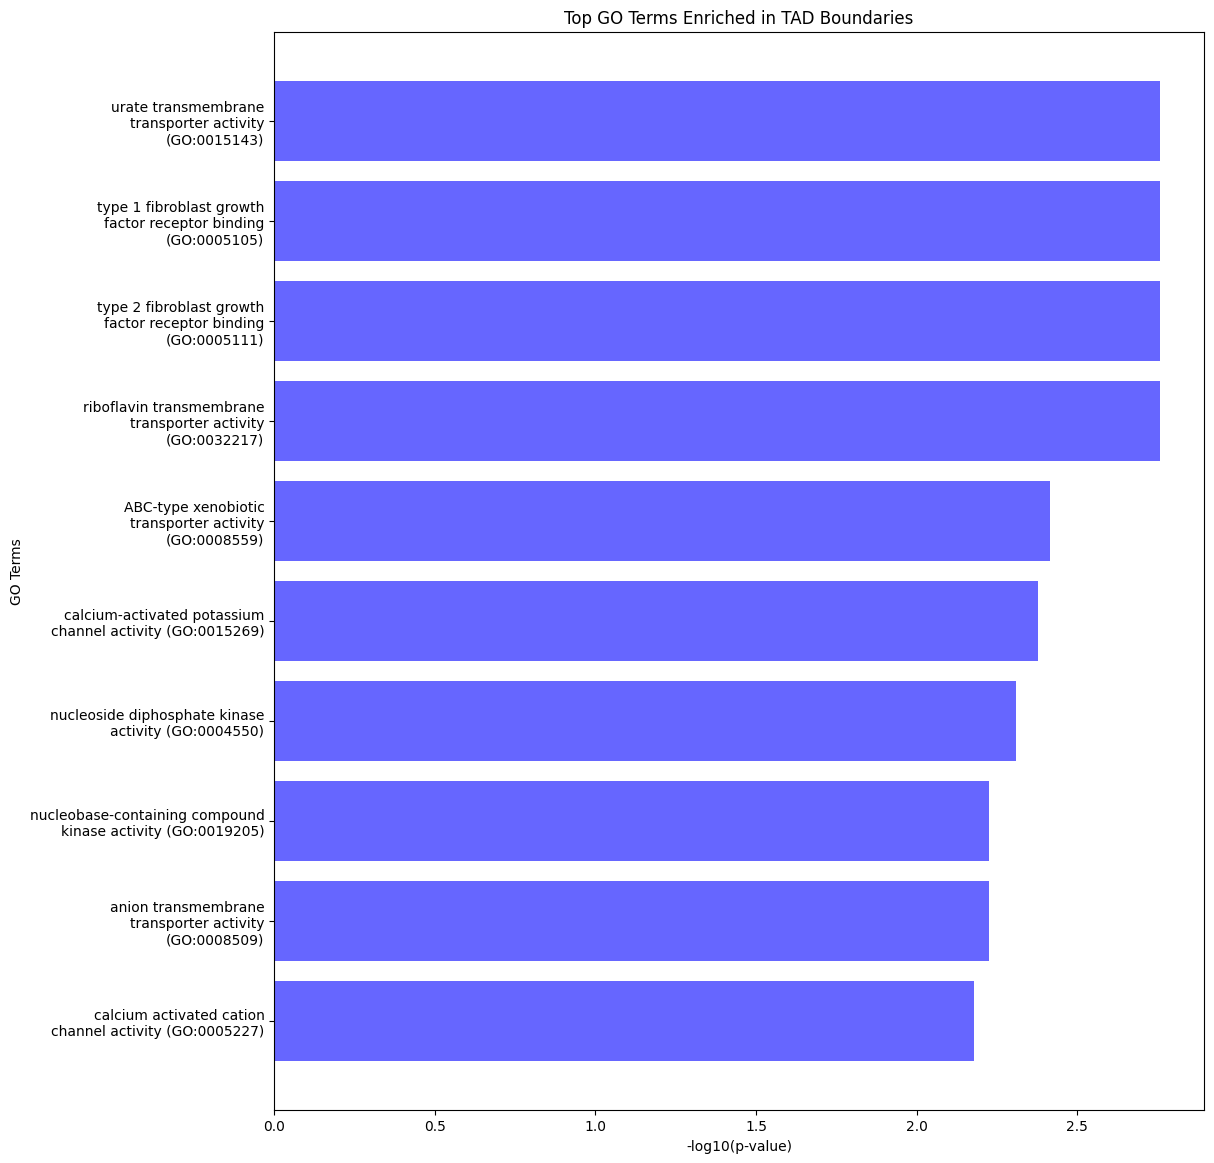 Top GO Terms Enriched in TAD Boundaries
urate transmembrane
transporter activity
(GO:0015143)
type 1 fibroblast growth
factor receptor binding
(GO:0005105)
type 2 fibroblast growth
factor receptor binding
(GO:0005111)
riboflavin transmembrane
transporter activity
(GO:0032217)
ABC-type xenobiotic
transporter activity
(GO:0008559)
calcium-activated potassium
channel activity (GO:0015269)
nucleoside diphosphate kinase
activity (GO:0004550)
nucleobase-containing compound
kinase activity (GO:0019205)
anion transmembrane
transporter activity
(GO:0008509)
calcium activated cation
channel activity (GO:0005227)
GO Terms
0.0 0.5 1.0 1.5 2.0 2.5
-log10(p-value)